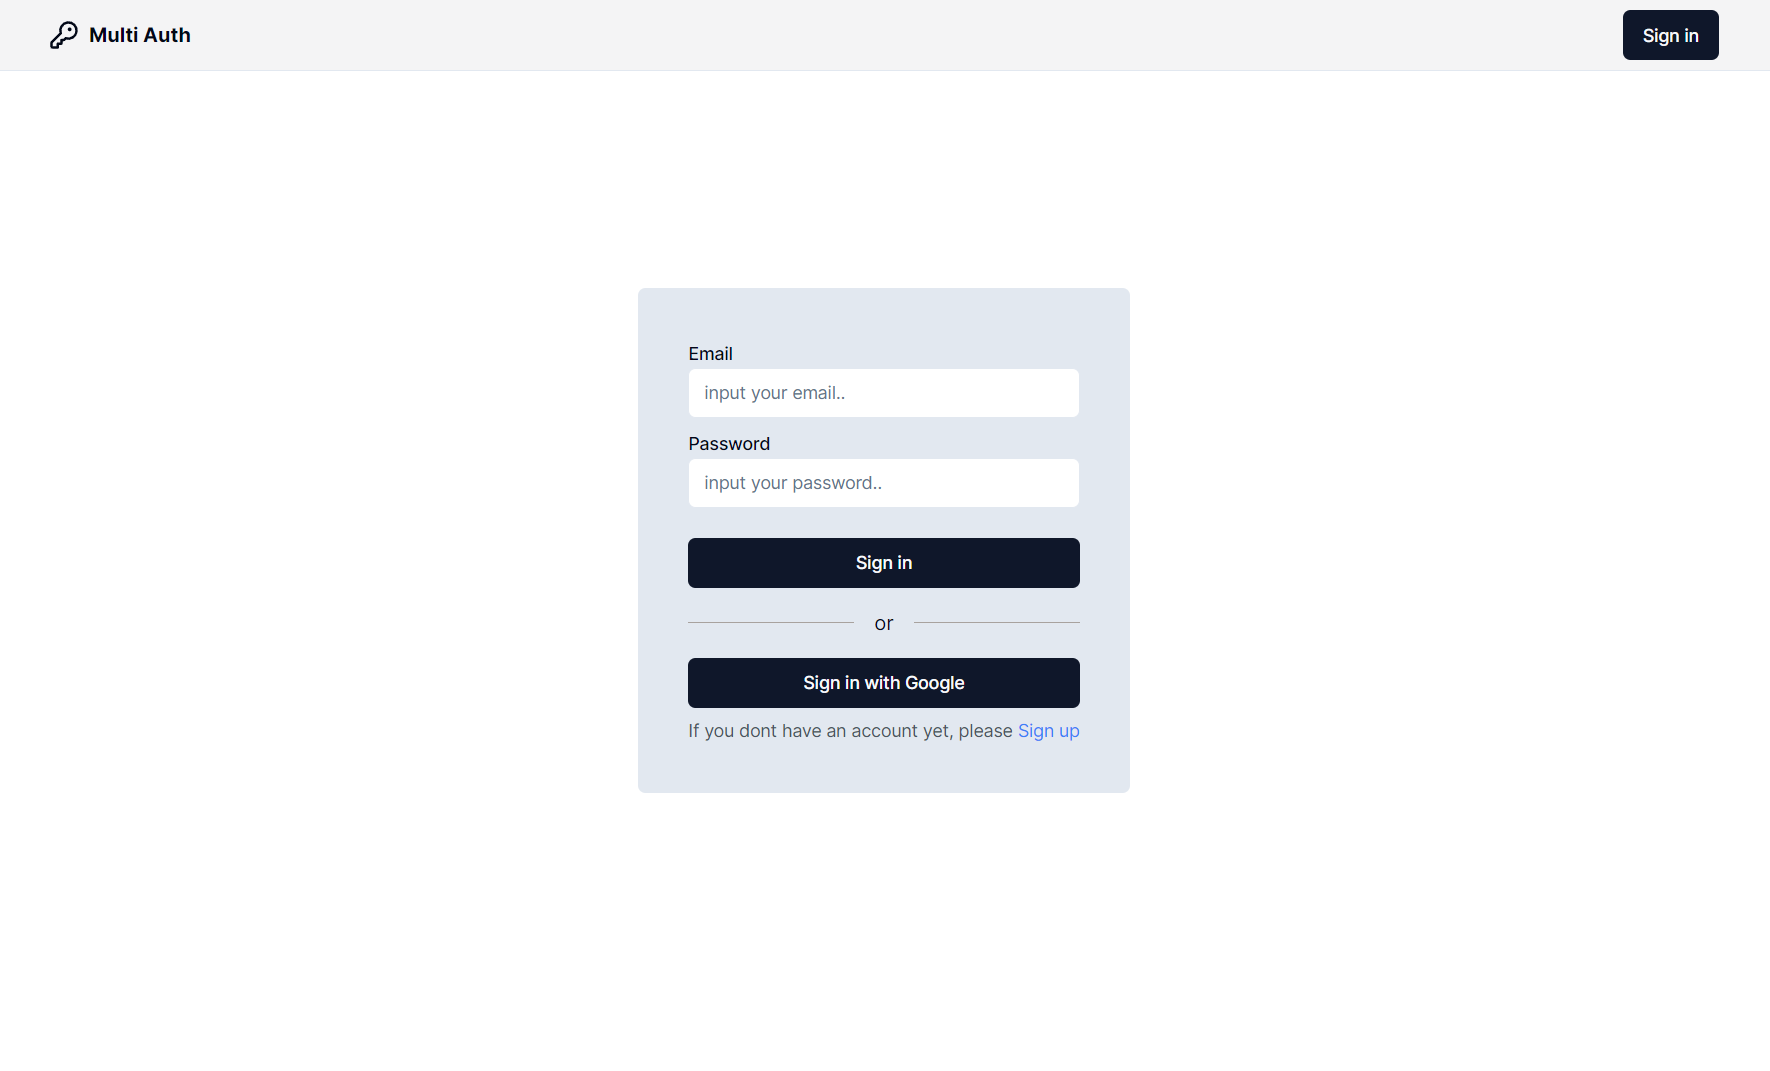 Multi Auth
Sign in
Email
input your email..
Password
input your password..
Sign in
or
Sign in with Google
If you dont have an account yet, please Sign up